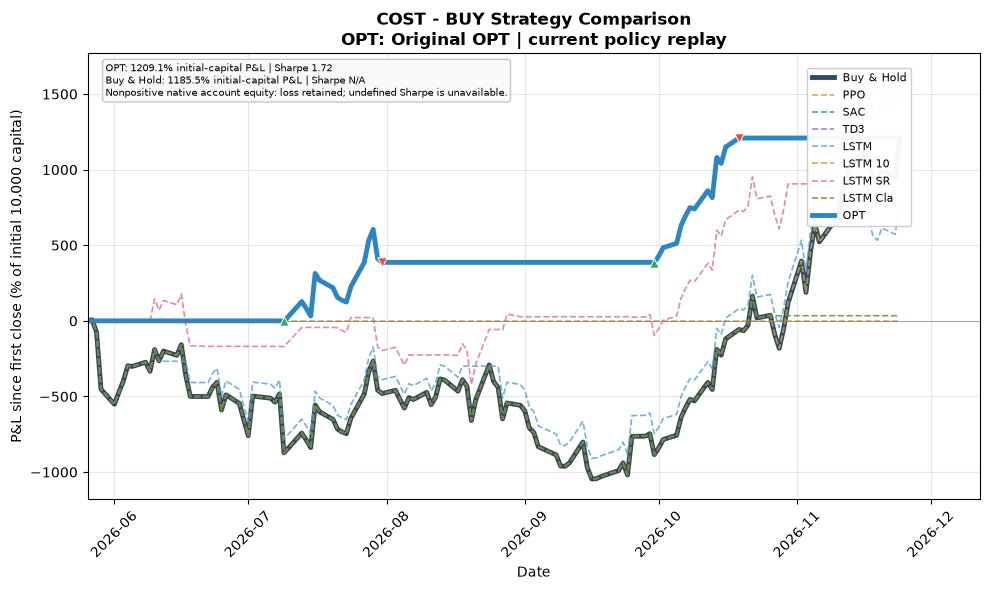 COST - BUY Strategy Comparison
OPT: Original OPT | current policy replay
OPT: 1209.1% initial-capital P&L | Sharpe 1.72
Buy & Hold: 1185.5% initial-capital P&L | Sharpe N/A
Nonpositive native account equity: loss retained; undefined Sharpe is unavailable.
Buy & Hold
PPO
SAC
TD3
LSTM
LSTM 10
LSTM SR
LSTM Cla
OPT
P&L since first close (% of initial 10,000 capital)
1500
1000
500
0
−500
−1000
2026-06
2026-07
2026-08
2026-09
2026-10
2026-11
2026-12
Date